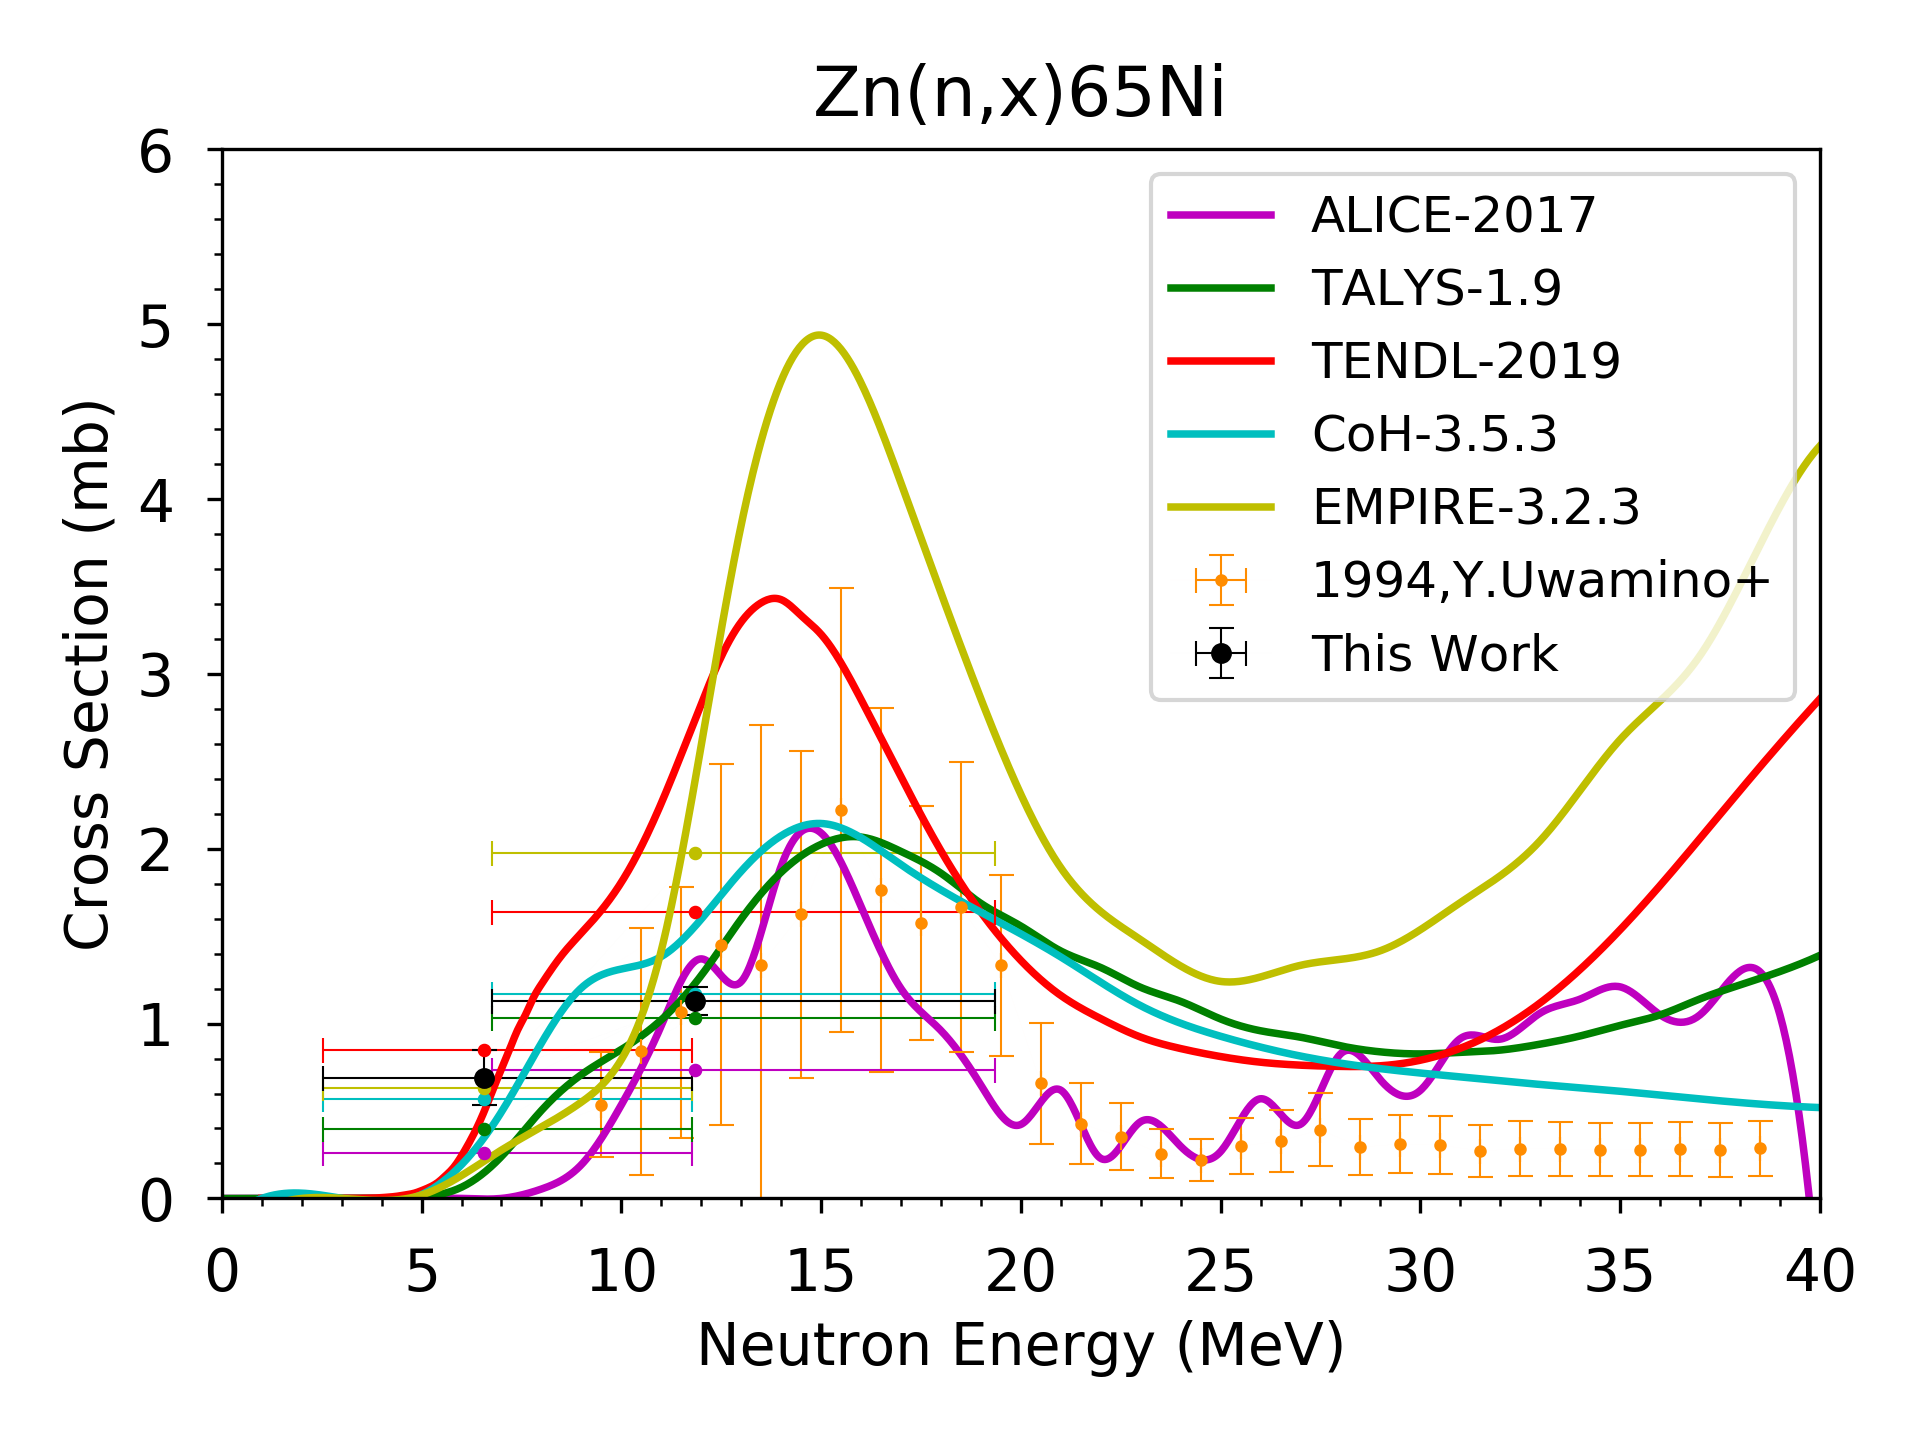 Zn(n,x)65Ni
6
5
4
3
2
1
0
Cross Section (mb)
ALICE-2017
TALYS-1.9
TENDL-2019
CoH-3.5.3
EMPIRE-3.2.3
1994,Y.Uwamino+
This Work
0 5 10 15 20 25 30 35 40
Neutron Energy (MeV)